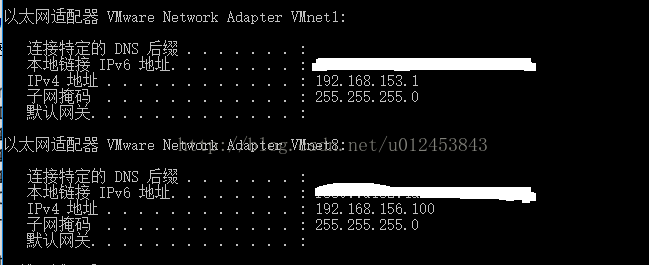 以太网适配器 VMware Network Adapter VMnet1:
连接特定的 DNS 后缀 . . . . . . . :
本地链接 IPv6 地址. . . . . . . . :
IPv4 地址 . . . . . . . . . . . . : 192.168.153.1
子网掩码 . . . . . . . . . . . . : 255.255.255.0
默认网关. . . . . . . . . . . . . :
以太网适配器 VMware Network Adapter VMnet8:
http://blog.csdn.net/u012453843
连接特定的 DNS 后缀 . . . . . . . :
本地链接 IPv6 地址. . . . . . . . :
IPv4 地址 . . . . . . . . . . . . : 192.168.156.100
子网掩码 . . . . . . . . . . . . : 255.255.255.0
默认网关. . . . . . . . . . . . . :